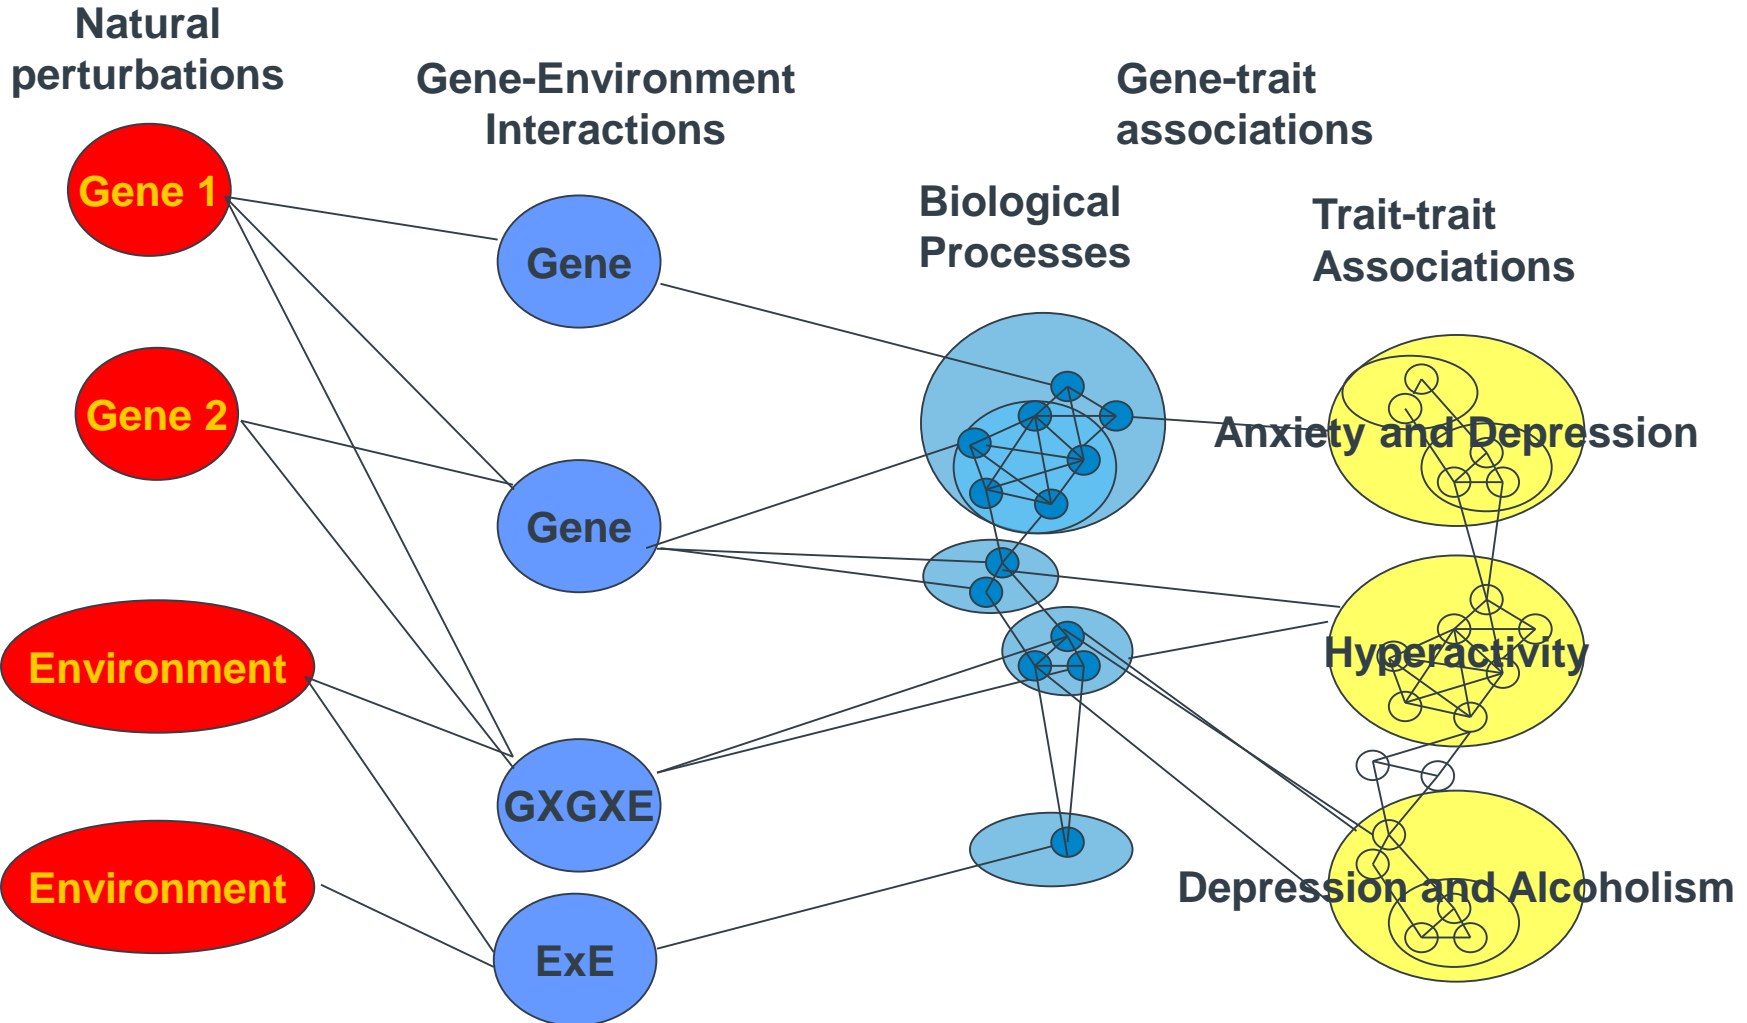 Natural
perturbations
Gene-Environment
Interactions
Gene-trait
associations
Biological
Processes
Trait-trait
Associations
Gene 1
Gene 2
Environment
Environment
Gene
Gene
GXGXE
ExE
Anxiety and Depression
Hyperactivity
Depression and Alcoholism